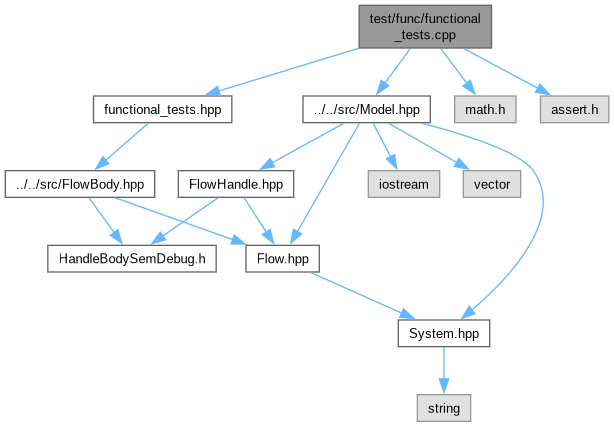 test/func/functional
_tests.cpp
functional_tests.hpp
../../src/Model.hpp
math.h
assert.h
../../src/FlowBody.hpp
FlowHandle.hpp
iostream
vector
HandleBodySemDebug.h
Flow.hpp
System.hpp
string